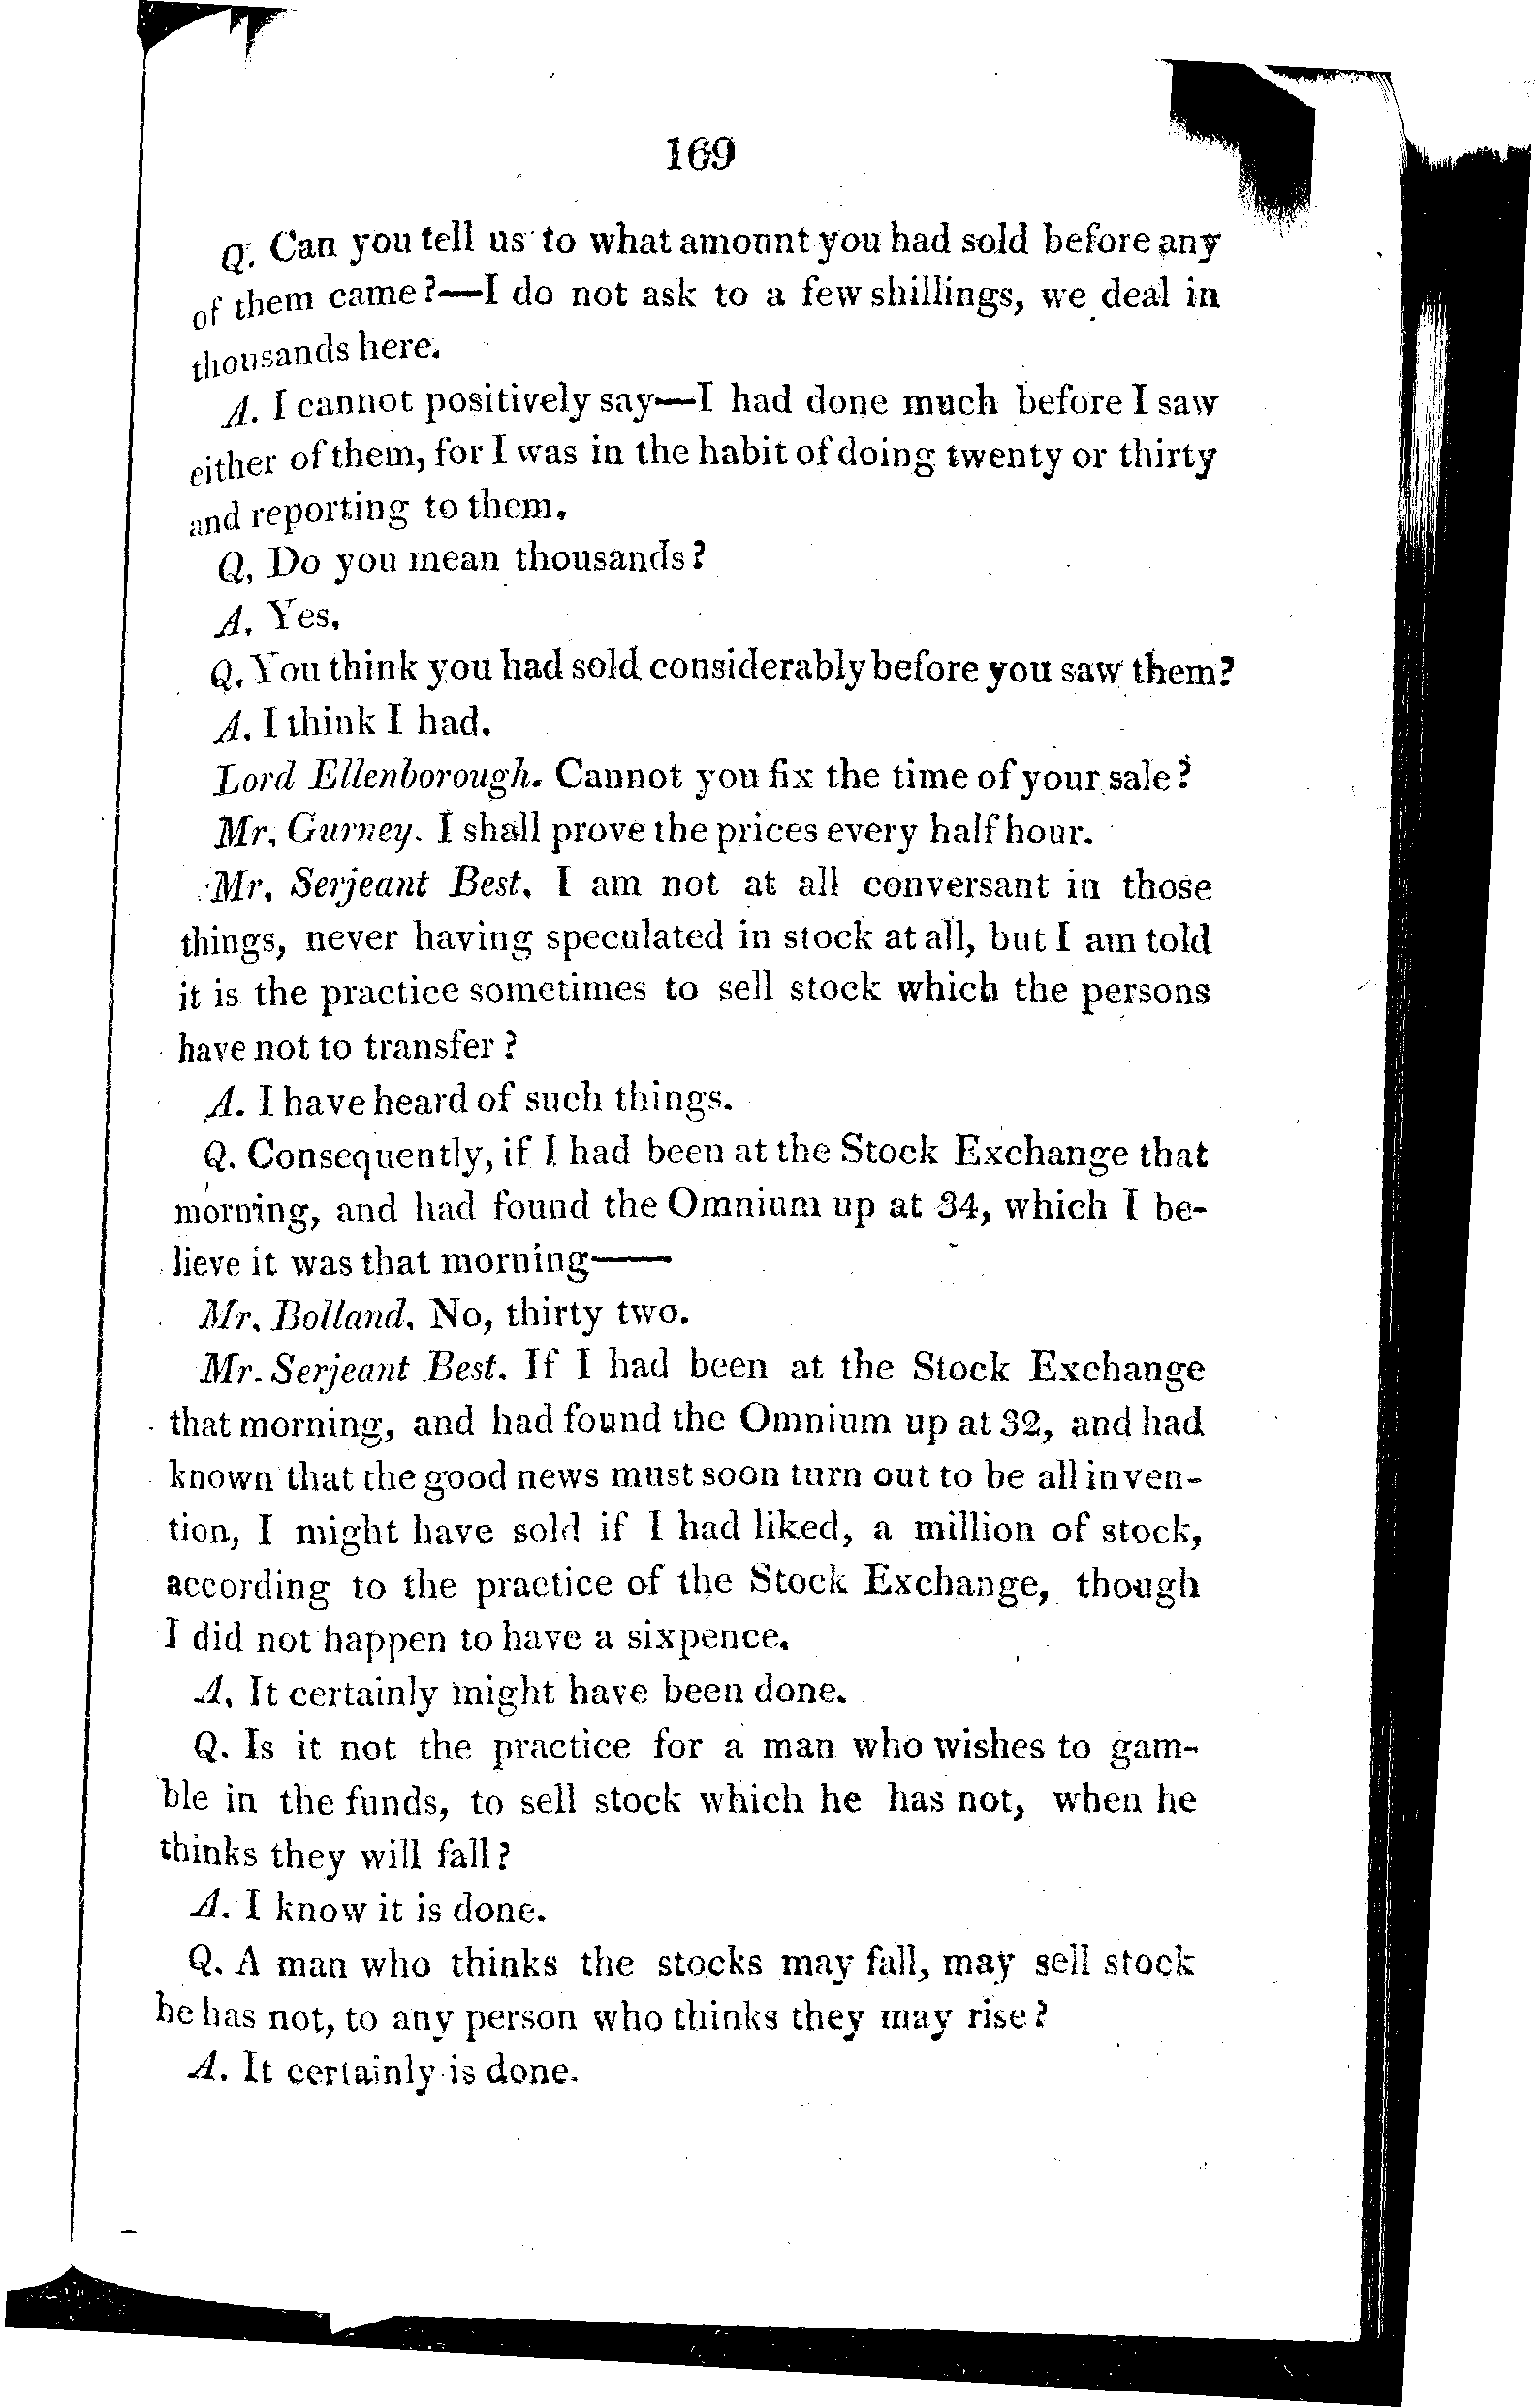 169
Q. Can you tell us to what amonnt you had sold before any
of them came?—I do not ask to a few shillings, we deal in
thousands here.
A. I cannot positively say—I had done much before I saw
either of them, for I was in the habit of doing twenty or thirty
and reporting to them.
Q. Do you mean thousands?
A. Yes.
Q. You think you had sold considerably before you saw them?
A. I think I had.
Lord Ellenborough. Cannot you fix the time of your sale?
Mr. Gurney. I shall prove the prices every half hour.
Mr. Serjeant Best. I am not at all conversant in those
things, never having speculated in stock at all, but I am told
it is the practice sometimes to sell stock which the persons
have not to transfer?
A. I have heard of such things.
Q. Consequently, if I had been at the Stock Exchange that
morning, and had found the Omnium up at 34, which I be-
lieve it was that morning——
Mr. Bolland. No, thirty two.
Mr. Serjeant Best. If I had been at the Stock Exchange
that morning, and had found the Omnium up at 32, and had
known that the good news must soon turn out to be all inven-
tion, I might have sold if I had liked, a million of stock,
according to the practice of the Stock Exchange, though
I did not happen to have a sixpence.
A. It certainly might have been done.
Q. Is it not the practice for a man who wishes to gam-
ble in the funds, to sell stock which he has not, when he
thinks they will fall?
A. I know it is done.
Q. A man who thinks the stocks may fall, may sell stock
he has not, to any person who thinks they may rise?
A. It certainly is done.